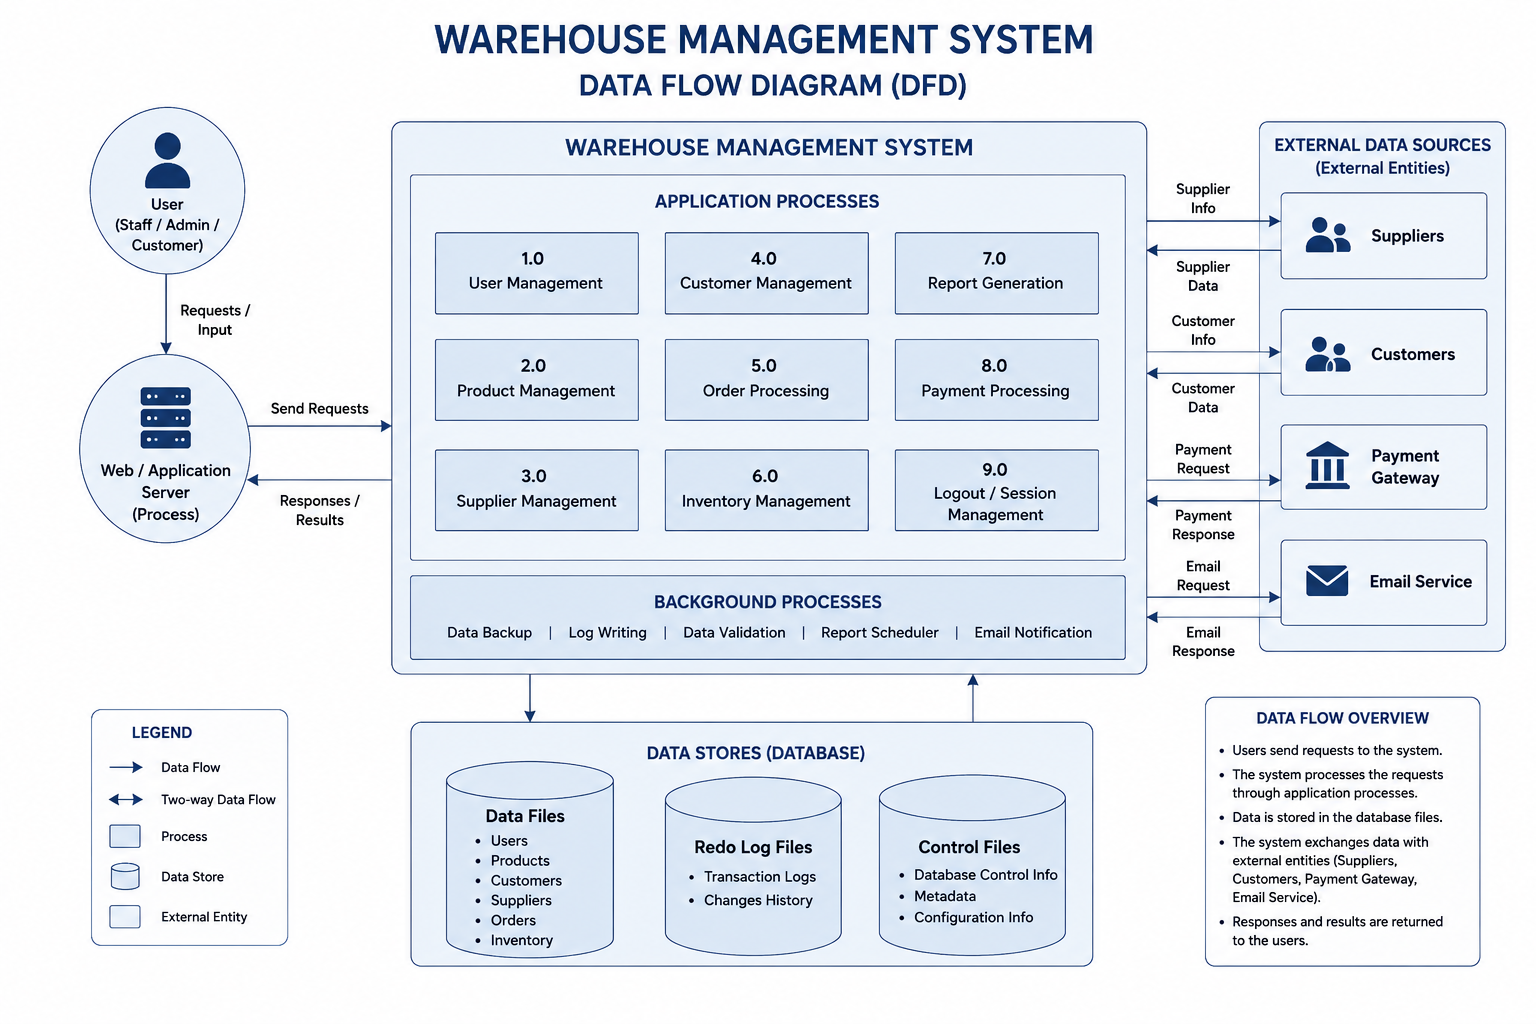 WAREHOUSE MANAGEMENT SYSTEM
DATA FLOW DIAGRAM (DFD)
User
(Staff / Admin /
Customer)
Requests /
Input
Web / Application
Server
(Process)
Send Requests
Responses /
Results
WAREHOUSE MANAGEMENT SYSTEM
APPLICATION PROCESSES
1.0
User Management
4.0
Customer Management
7.0
Report Generation
2.0
Product Management
5.0
Order Processing
8.0
Payment Processing
3.0
Supplier Management
6.0
Inventory Management
9.0
Logout / Session
Management
BACKGROUND PROCESSES
Data Backup | Log Writing | Data Validation | Report Scheduler | Email Notification
Supplier
Info
Supplier
Data
Customer
Info
Customer
Data
Payment
Request
Payment
Response
Email
Request
Email
Response
EXTERNAL DATA SOURCES
(External Entities)
Suppliers
Customers
Payment
Gateway
Email Service
LEGEND
Data Flow
Two-way Data Flow
Process
Data Store
External Entity
DATA STORES (DATABASE)
Data Files
• Users
• Products
• Customers
• Suppliers
• Orders
• Inventory
Redo Log Files
• Transaction Logs
• Changes History
Control Files
• Database Control Info
• Metadata
• Configuration Info
DATA FLOW OVERVIEW
• Users send requests to the system.
• The system processes the requests
through application processes.
• Data is stored in the database files.
• The system exchanges data with
external entities (Suppliers,
Customers, Payment Gateway,
Email Service).
• Responses and results are returned
to the users.